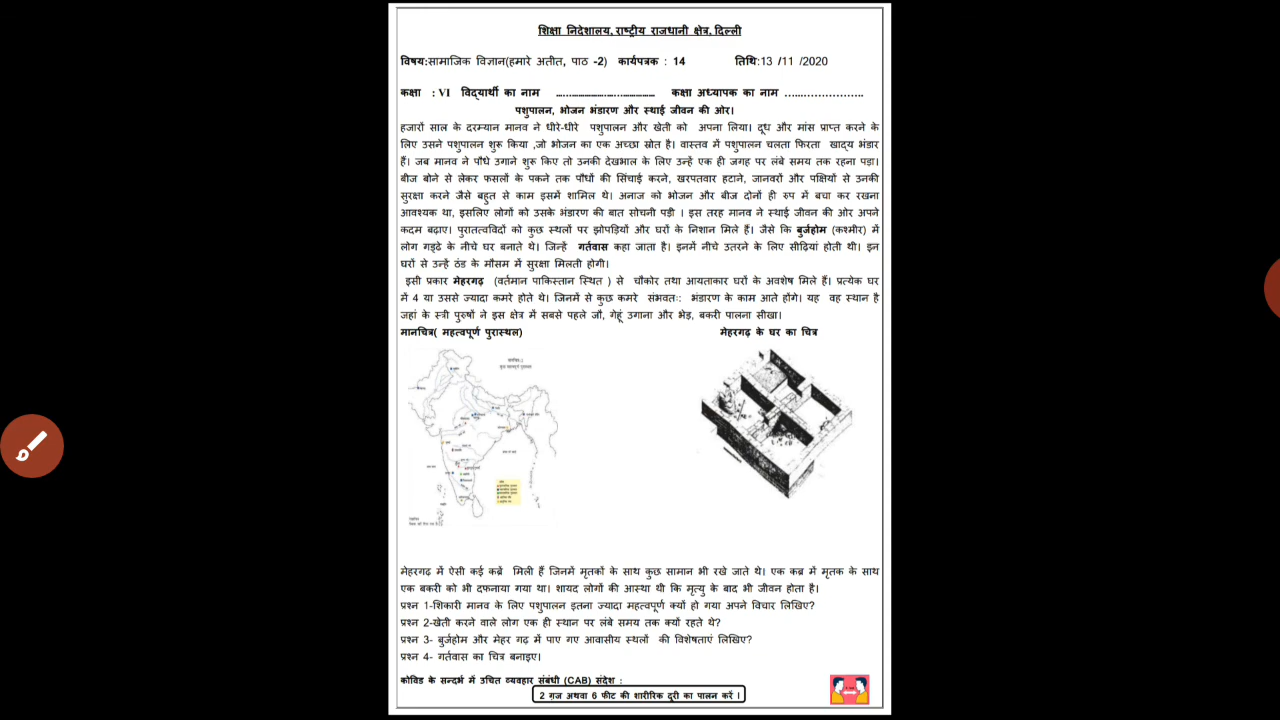 शिक्षा निदेशालय, राष्ट्रीय राजधानी क्षेत्र, दिल्ली
विषय:सामाजिक विज्ञान(हमारे अतीत, पाठ -2) कार्यपत्रक : 14 तिथि:13 /11 /2020
कक्षा : VI विद्यार्थी का नाम ………………………… कक्षा अध्यापक का नाम ………………….
पशुपालन, भोजन भंडारण और स्थाई जीवन की ओर।
हजारों साल के दरम्यान मानव ने धीरे-धीरे पशुपालन और खेती को अपना लिया। दूध और मांस प्राप्त करने के
लिए उसने पशुपालन शुरू किया ,जो भोजन का एक अच्छा स्रोत है। वास्तव में पशुपालन चलता फिरता खाद्य भंडार
हैं। जब मानव ने पौधे उगाने शुरू किए तो उनकी देखभाल के लिए उन्हें एक ही जगह पर लंबे समय तक रहना पड़ा।
बीज बोने से लेकर फसलों के पकने तक पौधों की सिंचाई करने, खरपतवार हटाने, जानवरों और पक्षियों से उनकी
सुरक्षा करने जैसे बहुत से काम इसमें शामिल थे। अनाज को भोजन और बीज दोनों ही रुप में बचा कर रखना
आवश्यक था, इसलिए लोगों को उसके भंडारण की बात सोचनी पड़ी । इस तरह मानव ने स्थाई जीवन की ओर अपने
कदम बढ़ाए। पुरातत्वविदों को कुछ स्थलों पर झोपड़ियों और घरों के निशान मिले हैं। जैसे कि बुर्जहोम (कश्मीर) में
लोग गड्ढे के नीचे घर बनाते थे। जिन्हें गर्तवास कहा जाता है। इनमें नीचे उतरने के लिए सीढ़ियां होती थी। इन
घरों से उन्हें ठंड के मौसम में सुरक्षा मिलती होगी।
इसी प्रकार मेहरगढ़ (वर्तमान पाकिस्तान स्थित ) से चौकोर तथा आयताकार घरों के अवशेष मिले हैं। प्रत्येक घर
में 4 या उससे ज्यादा कमरे होते थे। जिनमें से कुछ कमरे संभवतः: भंडारण के काम आते होंगे। यह वह स्थान है
जहां के स्त्री पुरुषों ने इस क्षेत्र में सबसे पहले जौ, गेहूं उगाना और भेड़, बकरी पालना सीखा।
मानचित्र( महत्वपूर्ण पुरास्थल) मेहरगढ़ के घर का चित्र
मेहरगढ़ में ऐसी कई कब्रें मिली हैं जिनमें मृतकों के साथ कुछ सामान भी रखे जाते थे। एक कब्र में मृतक के साथ
एक बकरी को भी दफनाया गया था। शायद लोगों की आस्था थी कि मृत्यु के बाद भी जीवन होता है।
प्रश्न 1-शिकारी मानव के लिए पशुपालन इतना ज्यादा महत्वपूर्ण क्यों हो गया अपने विचार लिखिए?
प्रश्न 2-खेती करने वाले लोग एक ही स्थान पर लंबे समय तक क्यों रहते थे?
प्रश्न 3- बुर्जहोम और मेहर गढ़ में पाए गए आवासीय स्थलों की विशेषताएं लिखिए?
प्रश्न 4- गर्तवास का चित्र बनाइए।
कोविड के सन्दर्भ में उचित व्यवहार संबंधी (CAB) संदेश :
2 गज अथवा 6 फीट की शारीरिक दूरी का पालन करें ।